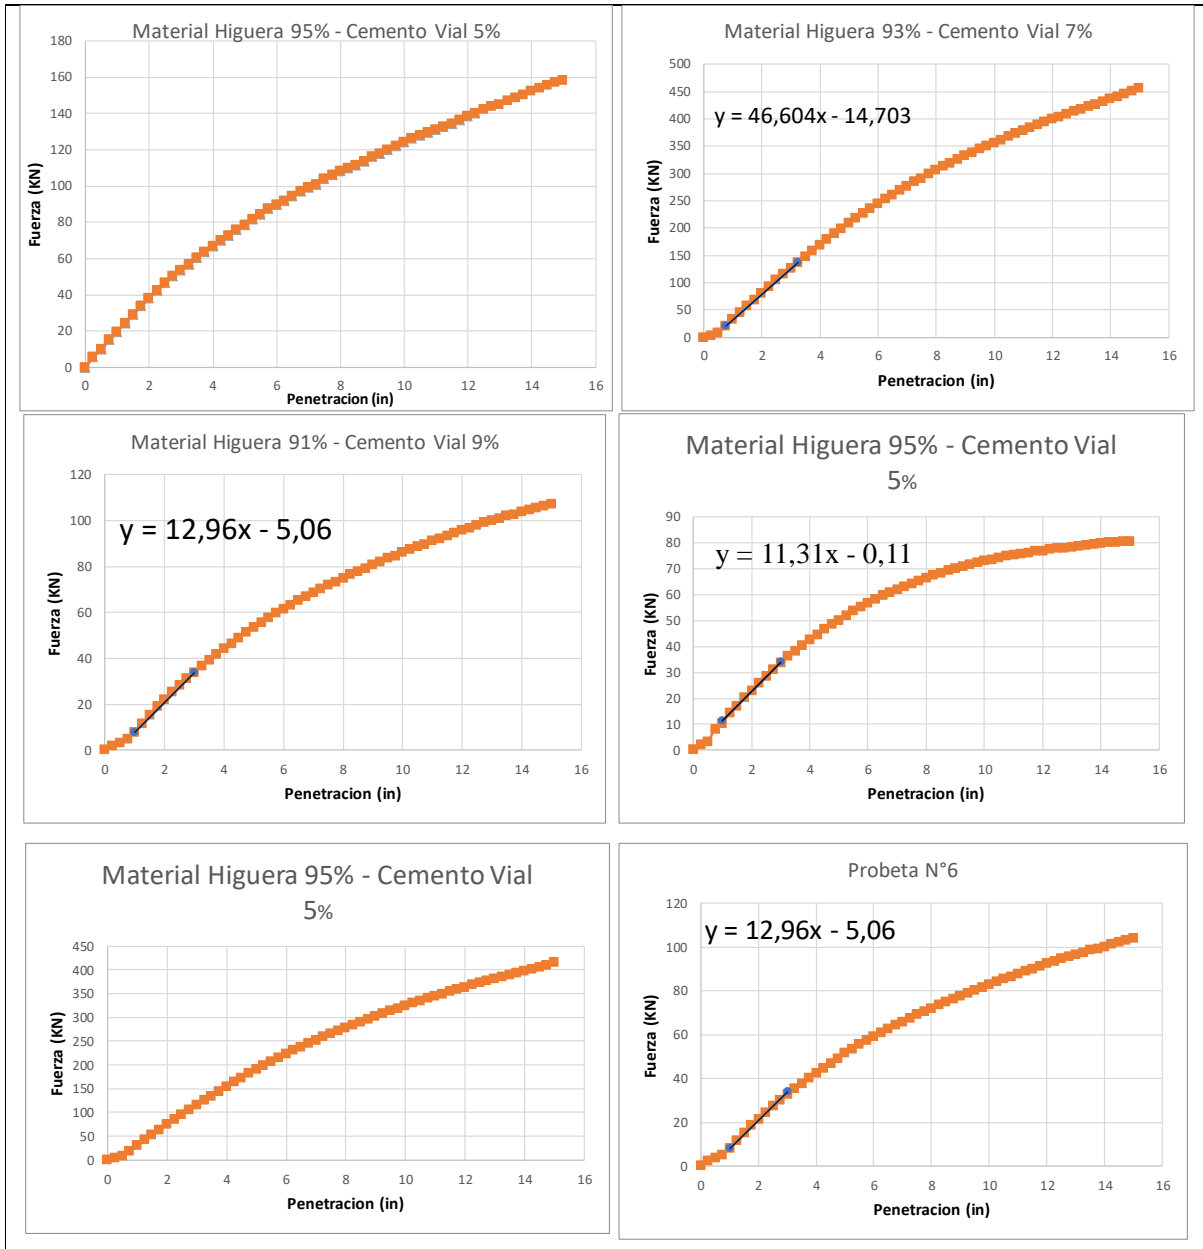 Material Higuera 95% - Cemento Vial 5%
180
160
140
120
100
80
60
40
20
0
Fuerza (KN)
0 2 4 6 8 10 12 14 16
Penetracion (in)
Material Higuera 93% - Cemento Vial 7%
y = 46,604x - 14,703
500
450
400
350
300
250
200
150
100
50
0
Fuerza (KN)
0 2 4 6 8 10 12 14 16
Penetracion (in)
Material Higuera 91% - Cemento Vial 9%
y = 12,96x - 5,06
120
100
80
60
40
20
0
Fuerza (KN)
0 2 4 6 8 10 12 14 16
Penetracion (in)
Material Higuera 95% - Cemento Vial
5%
y = 11,31x - 0,11
90
80
70
60
50
40
30
20
10
0
Fuerza (KN)
0 2 4 6 8 10 12 14 16
Penetracion (in)
Material Higuera 95% - Cemento Vial
5%
450
400
350
300
250
200
150
100
50
0
Fuerza (KN)
0 2 4 6 8 10 12 14 16
Penetracion (in)
Probeta N°6
y = 12,96x - 5,06
120
100
80
60
40
20
0
Fuerza (KN)
0 2 4 6 8 10 12 14 16
Penetracion (in)